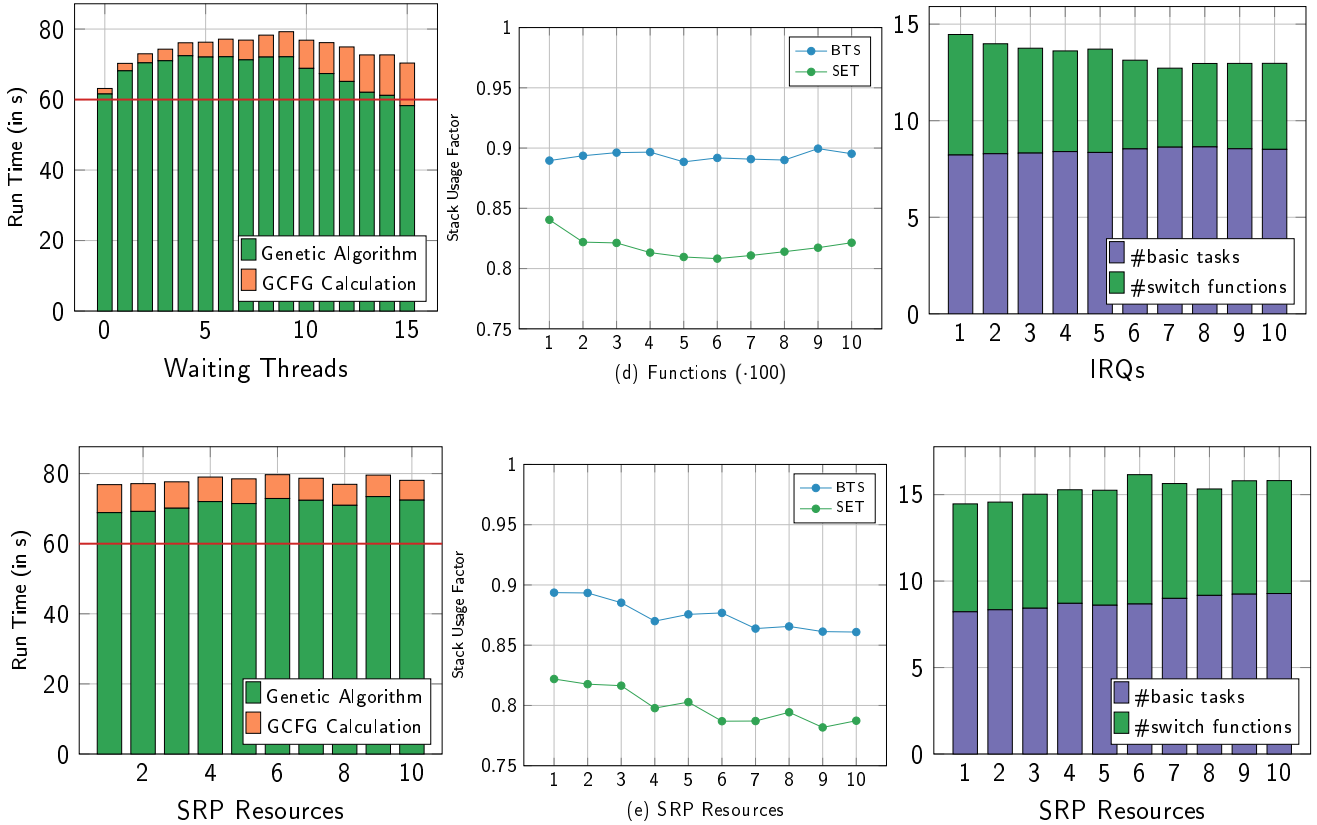 80
60
40
20
0
Run Time (in s)
Genetic Algorithm
GCFG Calculation
0 5 10 15
Waiting Threads
1
0.95
0.9
0.85
0.8
0.75
Stack Usage Factor
BTS
SET
1 2 3 4 5 6 7 8 9 10
(d) Functions (·100)
15
10
5
0
#basic tasks
#switch functions
1 2 3 4 5 6 7 8 9 10
IRQs
80
60
40
20
0
Run Time (in s)
Genetic Algorithm
GCFG Calculation
2 4 6 8 10
SRP Resources
1
0.95
0.9
0.85
0.8
0.75
Stack Usage Factor
BTS
SET
1 2 3 4 5 6 7 8 9 10
(e) SRP Resources
15
10
5
0
#basic tasks
#switch functions
1 2 3 4 5 6 7 8 9 10
SRP Resources